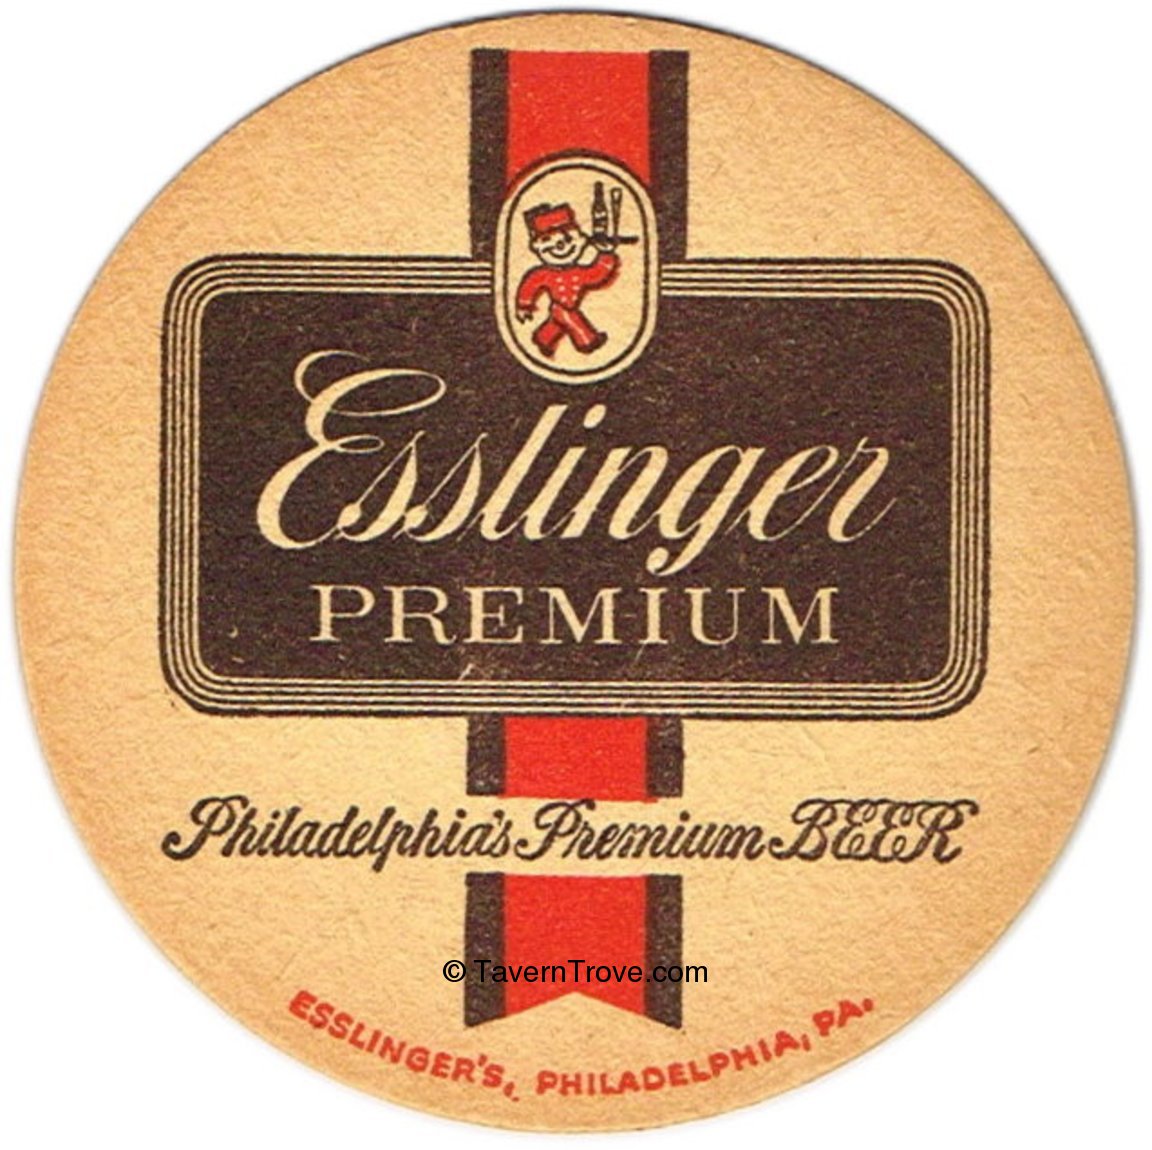 Esslinger
PREMIUM
Philadelphia's Premium BEER
© TavernTrove.com
ESSLINGER'S, PHILADELPHIA, PA.